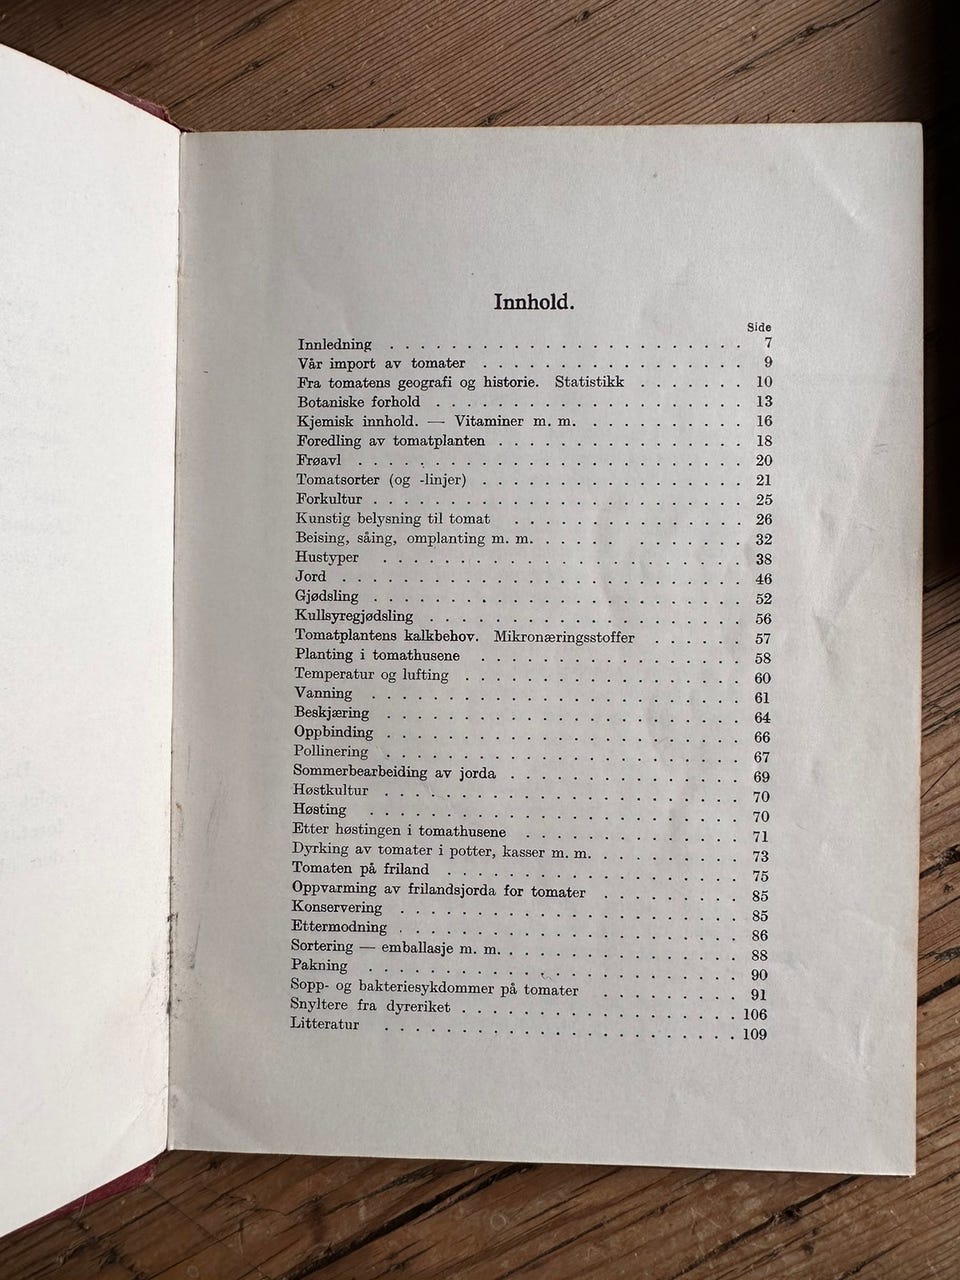 Innhold.
Side
Innledning . . . . . . . . . . . . . . . . . . . . . . . 7
Vår import av tomater . . . . . . . . . . . . . . . . . 9
Fra tomatens geografi og historie. Statistikk . . . . . . . 10
Botaniske forhold . . . . . . . . . . . . . . . . . . . . 13
Kjemisk innhold. — Vitaminer m. m. . . . . . . . . . . 16
Foredling av tomatplanten . . . . . . . . . . . . . . . . 18
Frøavl . . . . . . . . . . . . . . . . . . . . . . . . . 20
Tomatsorter (og -linjer) . . . . . . . . . . . . . . . . . 21
Forkultur . . . . . . . . . . . . . . . . . . . . . . . . 25
Kunstig belysning til tomat . . . . . . . . . . . . . . . 26
Beising, såing, omplanting m. m. . . . . . . . . . . . . 32
Hustyper . . . . . . . . . . . . . . . . . . . . . . . 38
Jord . . . . . . . . . . . . . . . . . . . . . . . . . . 46
Gjødsling . . . . . . . . . . . . . . . . . . . . . . . . 52
Kullsyregjødsling . . . . . . . . . . . . . . . . . . . . . 56
Tomatplantens kalkbehov. Mikronæringsstoffer . . . . . . 57
Planting i tomathusene . . . . . . . . . . . . . . . . . 58
Temperatur og lufting . . . . . . . . . . . . . . . . . . 60
Vanning . . . . . . . . . . . . . . . . . . . . . . . . 61
Beskjæring . . . . . . . . . . . . . . . . . . . . . . . 64
Oppbinding . . . . . . . . . . . . . . . . . . . . . . . 66
Pollinering . . . . . . . . . . . . . . . . . . . . . . . 67
Sommerbearbeiding av jorda . . . . . . . . . . . . . . . 69
Høstkultur . . . . . . . . . . . . . . . . . . . . . . . 70
Høsting . . . . . . . . . . . . . . . . . . . . . . . . 70
Etter høstingen i tomathusene . . . . . . . . . . . . . . 71
Dyrking av tomater i potter, kasser m. m. . . . . . . . . . 73
Tomaten på friland . . . . . . . . . . . . . . . . . . . 75
Oppvarming av frilandsjorda for tomater . . . . . . . . . 85
Konservering . . . . . . . . . . . . . . . . . . . . . . 85
Ettermodning . . . . . . . . . . . . . . . . . . . . . . 86
Sortering — emballasje m. m. . . . . . . . . . . . . . . . 88
Pakning . . . . . . . . . . . . . . . . . . . . . . . . 90
Sopp- og bakteriesykdommer på tomater . . . . . . . . . 91
Snyltere fra dyreriket . . . . . . . . . . . . . . . . . . 106
Litteratur . . . . . . . . . . . . . . . . . . . . . . . 109